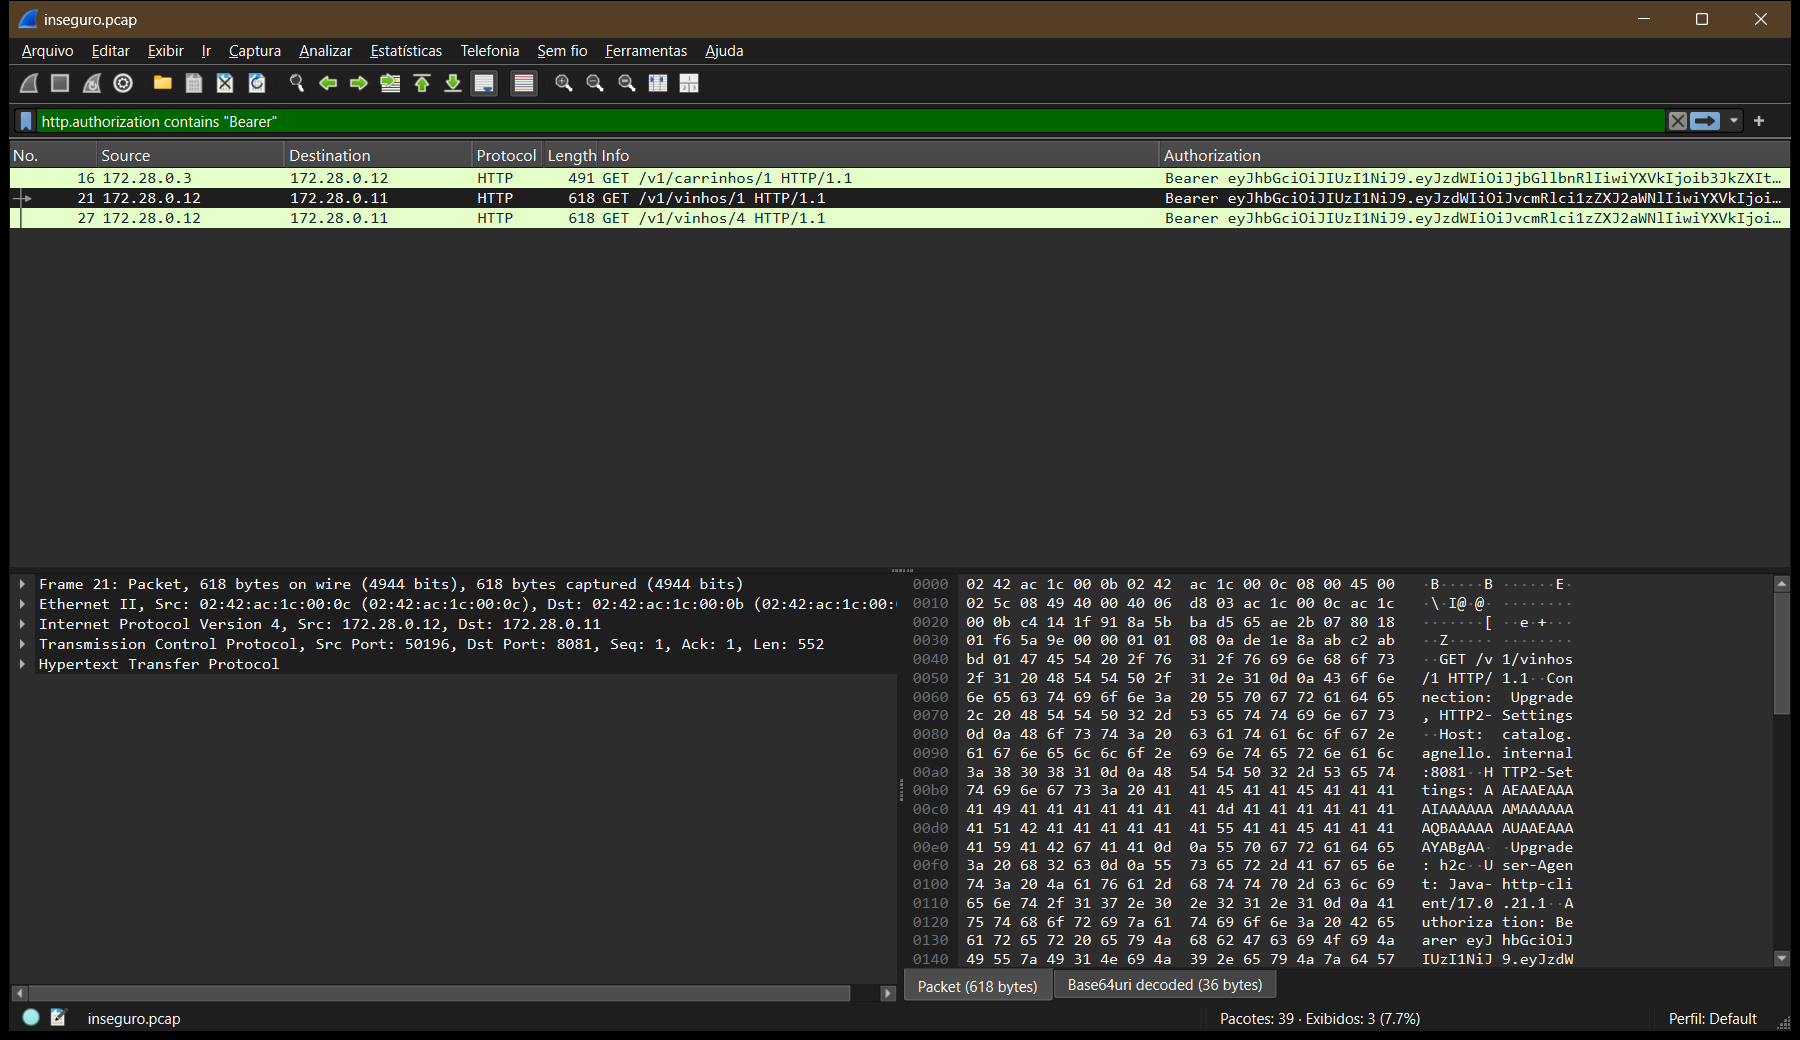 inseguro.pcap
Arquivo Editar Exibir Ir Captura Analizar Estatísticas Telefonia Sem fio Ferramentas Ajuda
http.authorization contains "Bearer"
No. Source Destination Protocol Length Info Authorization
16 172.28.0.3 172.28.0.12 HTTP 491 GET /v1/carrinhos/1 HTTP/1.1 Bearer eyJhbGciOiJIUzI1NiJ9.eyJzdWIiOiJjbGllbnRlIiwiYXVkIjoib3JkZXIt…
21 172.28.0.12 172.28.0.11 HTTP 618 GET /v1/vinhos/1 HTTP/1.1 Bearer eyJhbGciOiJIUzI1NiJ9.eyJzdWIiOiJvcmRlci1zZXJ2aWNlIiwiYXVkIjoi…
27 172.28.0.12 172.28.0.11 HTTP 618 GET /v1/vinhos/4 HTTP/1.1 Bearer eyJhbGciOiJIUzI1NiJ9.eyJzdWIiOiJvcmRlci1zZXJ2aWNlIiwiYXVkIjoi…
Frame 21: Packet, 618 bytes on wire (4944 bits), 618 bytes captured (4944 bits)
Ethernet II, Src: 02:42:ac:1c:00:0c (02:42:ac:1c:00:0c), Dst: 02:42:ac:1c:00:0b (02:42:ac:1c:00:
Internet Protocol Version 4, Src: 172.28.0.12, Dst: 172.28.0.11
Transmission Control Protocol, Src Port: 50196, Dst Port: 8081, Seq: 1, Ack: 1, Len: 552
Hypertext Transfer Protocol
0000 02 42 ac 1c 00 0b 02 42 ac 1c 00 0c 08 00 45 00 ·B·····B ······E·
0010 02 5c 08 49 40 00 40 06 d8 03 ac 1c 00 0c ac 1c ·\·I@·@· ········
0020 00 0b c4 14 1f 91 8a 5b ba d5 65 ae 2b 07 80 18 ·······[ ··e·+···
0030 01 f6 5a 9e 00 00 01 01 08 0a de 1e 8a ab c2 ab ··Z····· ········
0040 bd 01 47 45 54 20 2f 76 31 2f 76 69 6e 68 6f 73 ··GET /v 1/vinhos
0050 2f 31 20 48 54 54 50 2f 31 2e 31 0d 0a 43 6f 6e /1 HTTP/ 1.1··Con
0060 6e 65 63 74 69 6f 6e 3a 20 55 70 67 72 61 64 65 nection: Upgrade
0070 2c 20 48 54 54 50 32 2d 53 65 74 74 69 6e 67 73 , HTTP2- Settings
0080 0d 0a 48 6f 73 74 3a 20 63 61 74 61 6c 6f 67 2e ··Host: catalog.
0090 61 67 6e 65 6c 6c 6f 2e 69 6e 74 65 72 6e 61 6c agnello. internal
00a0 3a 38 30 38 31 0d 0a 48 54 54 50 32 2d 53 65 74 :8081··H TTP2-Set
00b0 74 69 6e 67 73 3a 20 41 41 45 41 41 45 41 41 41 tings: A AEAAEAAA
00c0 41 49 41 41 41 41 41 41 41 4d 41 41 41 41 41 41 AIAAAAAA AMAAAAAA
00d0 41 51 42 41 41 41 41 41 41 55 41 41 45 41 41 41 AQBAAAAA AUAAEAAA
00e0 41 59 41 42 67 41 41 0d 0a 55 70 67 72 61 64 65 AYABgAA· ·Upgrade
00f0 3a 20 68 32 63 0d 0a 55 73 65 72 2d 41 67 65 6e : h2c··U ser-Agen
0100 74 3a 20 4a 61 76 61 2d 68 74 74 70 2d 63 6c 69 t: Java- http-cli
0110 65 6e 74 2f 31 37 2e 30 2e 32 31 2e 31 0d 0a 41 ent/17.0 .21.1··A
0120 75 74 68 6f 72 69 7a 61 74 69 6f 6e 3a 20 42 65 uthoriza tion: Be
0130 61 72 65 72 20 65 79 4a 68 62 47 63 69 4f 69 4a arer eyJ hbGciOiJ
0140 49 55 7a 49 31 4e 69 4a 39 2e 65 79 4a 7a 64 57 IUzI1NiJ 9.eyJzdW
Packet (618 bytes) Base64uri decoded (36 bytes)
inseguro.pcap Pacotes: 39 · Exibidos: 3 (7.7%) Perfil: Default